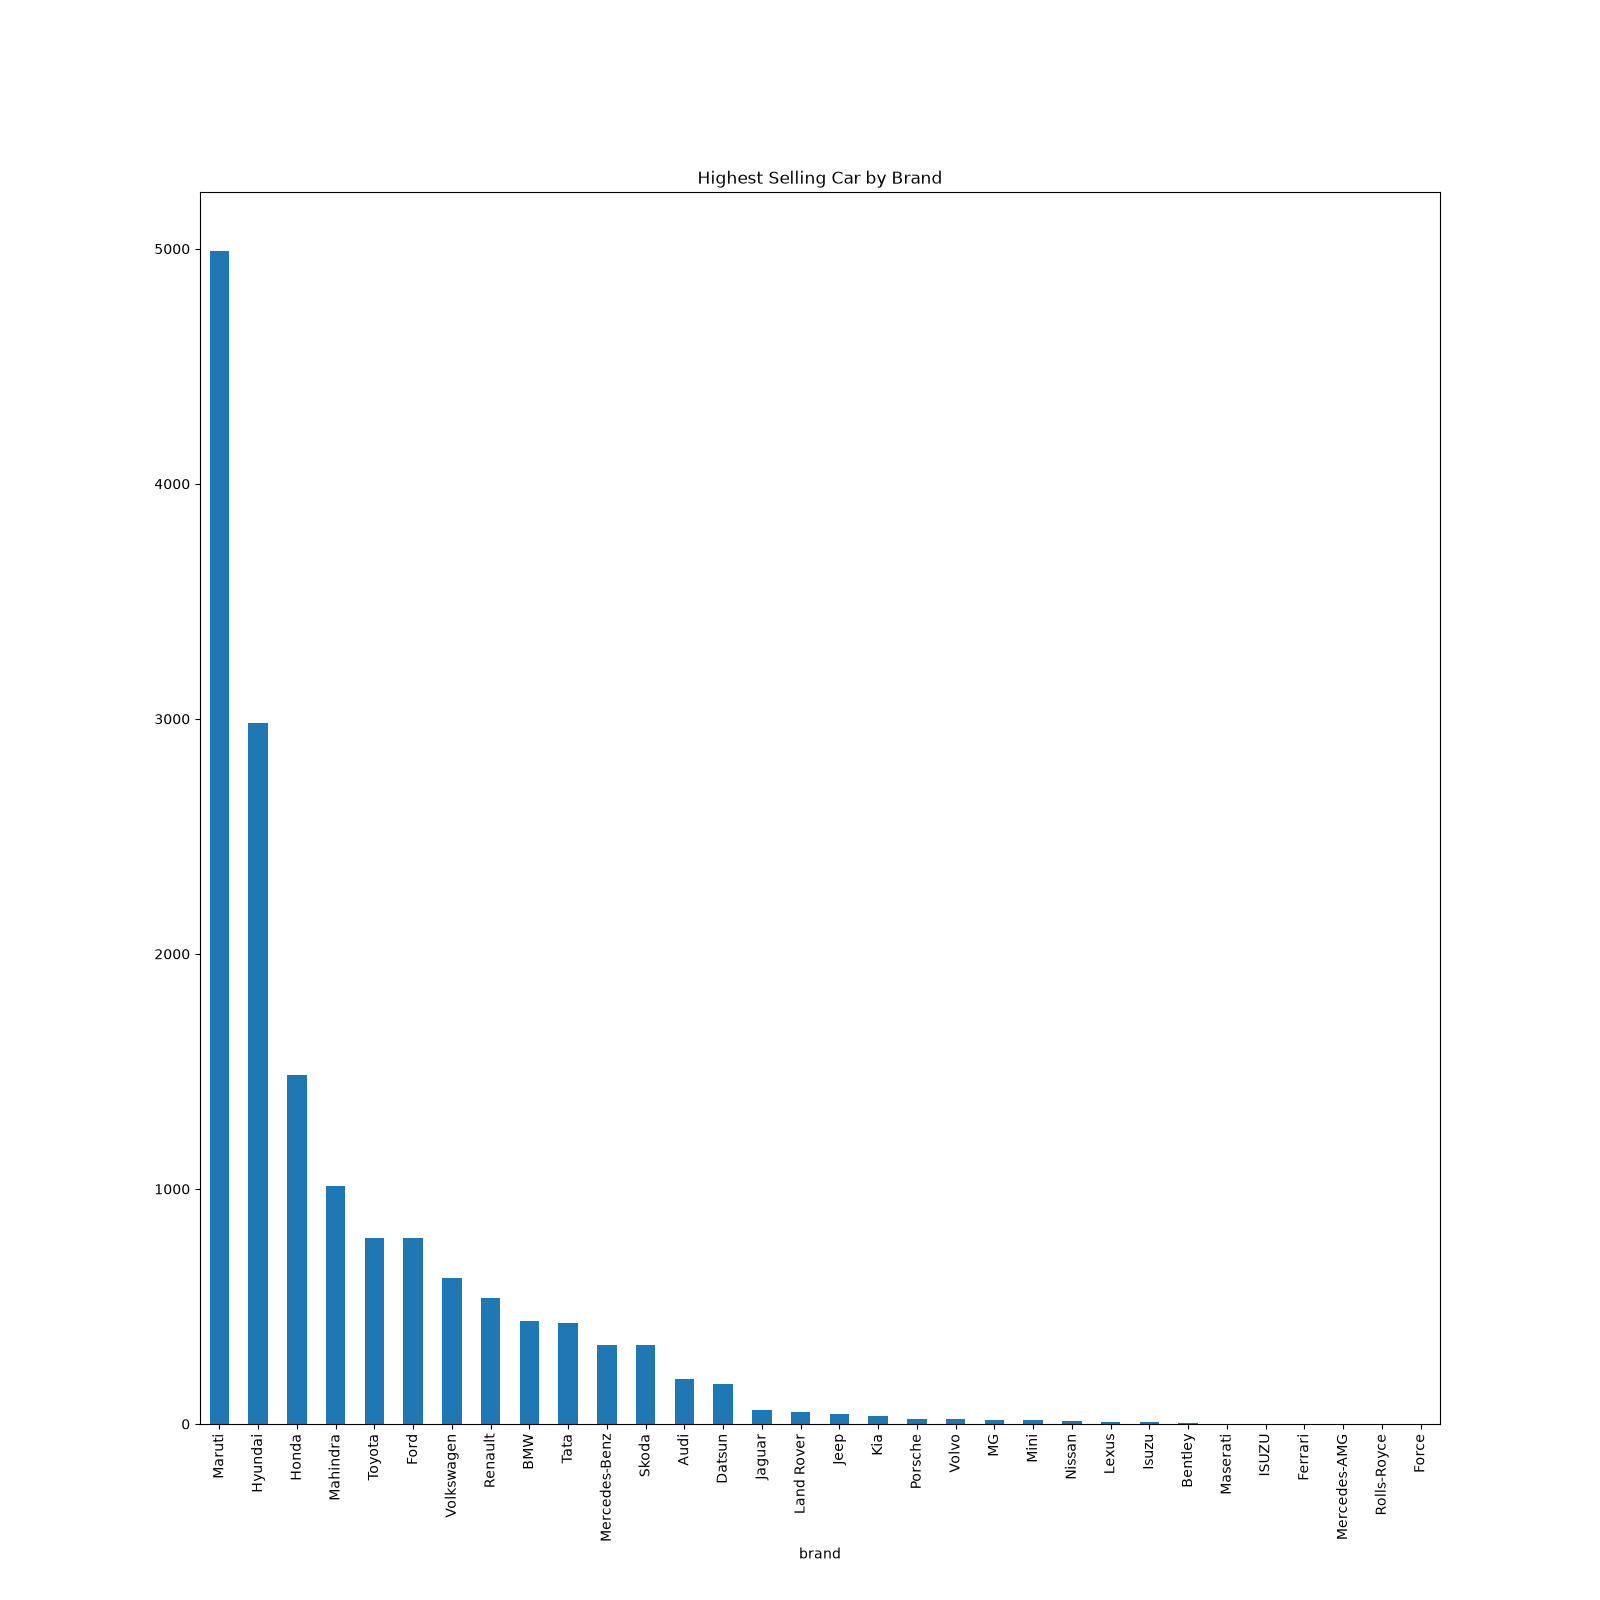 Highest Selling Car by Brand
5000
4000
3000
2000
1000
0
Maruti
Hyundai
Honda
Mahindra
Toyota
Ford
Volkswagen
Renault
BMW
Tata
Mercedes-Benz
Skoda
Audi
Datsun
Jaguar
Land Rover
Jeep
Kia
Porsche
Volvo
MG
Mini
Nissan
Lexus
Isuzu
Bentley
Maserati
ISUZU
Ferrari
Mercedes-AMG
Rolls-Royce
Force
brand